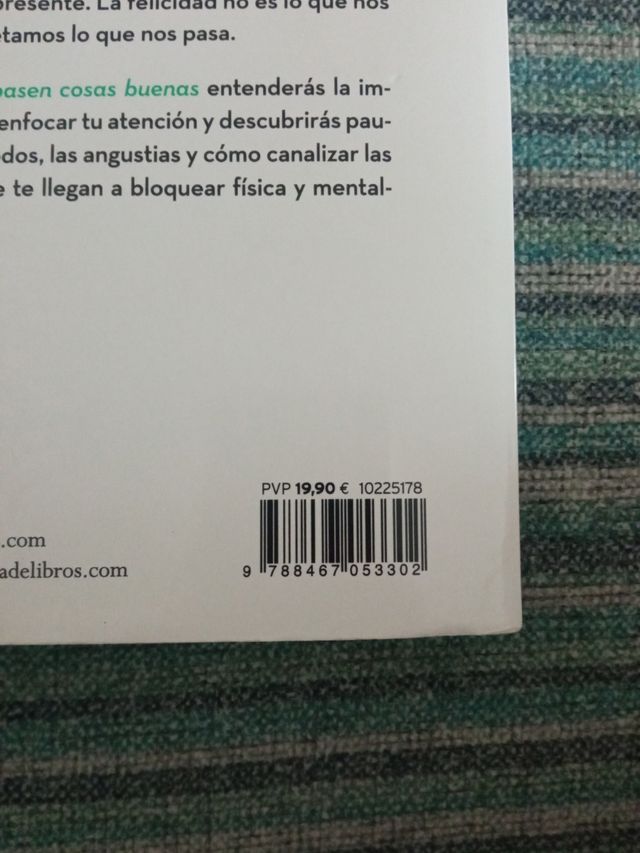 presente. La felicidad no es lo que nos
etamos lo que nos pasa.
pasen cosas buenas entenderás la im-
enfocar tu atención y descubrirás pau-
dos, las angustias y cómo canalizar las
e te llegan a bloquear física y mental-
PVP 19,90 € 10225178
.com
adelibros.com
9 788467 053302